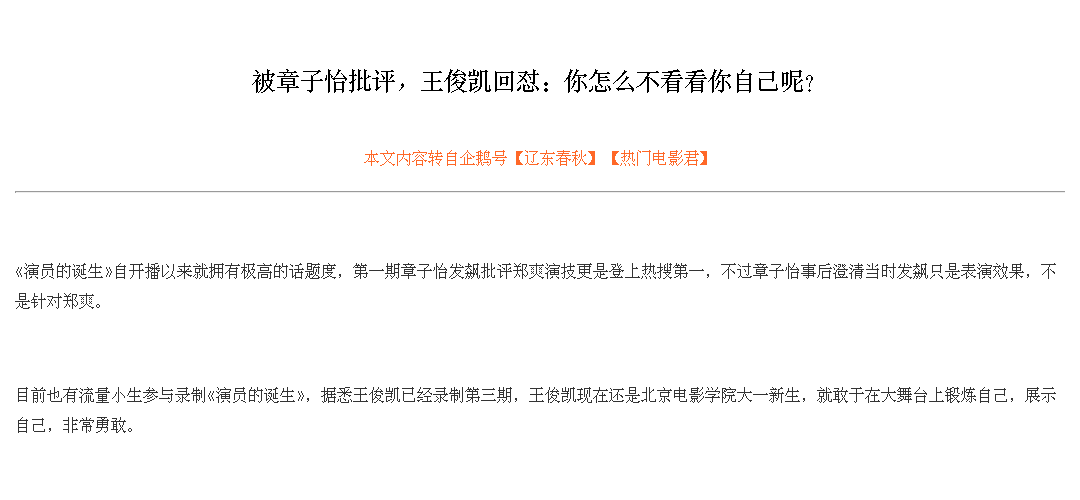 被章子怡批评，王俊凯回怼：你怎么不看看你自己呢？
本文内容转自企鹅号【辽东春秋】【热门电影君】
《演员的诞生》自开播以来就拥有极高的话题度，第一期章子怡发飙批评郑爽演技更是登上热搜第一，不过章子怡事后澄清当时发飙只是表演效果，不
是针对郑爽。
目前也有流量小生参与录制《演员的诞生》，据悉王俊凯已经录制第三期，王俊凯现在还是北京电影学院大一新生，就敢于在大舞台上锻炼自己，展示
自己，非常勇敢。